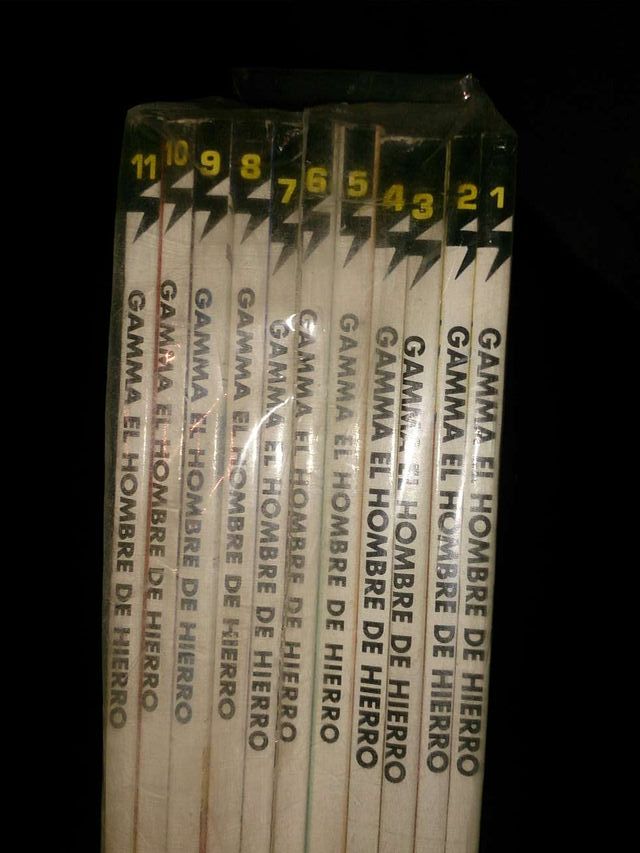 11 GAMMA EL HOMBRE DE HIERRO
10 GAMMA EL HOMBRE DE HIERRO
9 GAMMA EL HOMBRE DE HIERRO
8 GAMMA EL HOMBRE DE HIERRO
7 GAMMA EL HOMBRE DE HIERRO
6 GAMMA EL HOMBRE DE HIERRO
5 GAMMA EL HOMBRE DE HIERRO
4 GAMMA EL HOMBRE DE HIERRO
3 GAMMA EL HOMBRE DE HIERRO
2 GAMMA EL HOMBRE DE HIERRO
1 GAMMA EL HOMBRE DE HIERRO